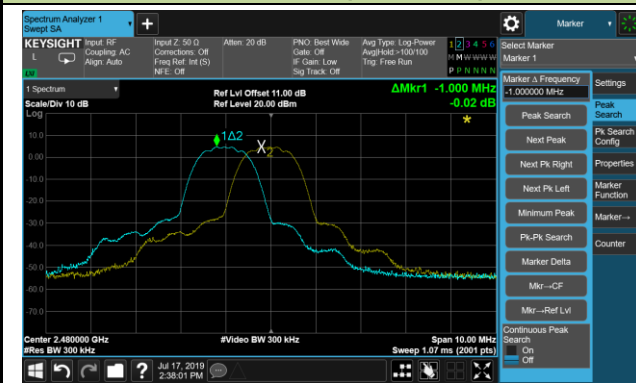 Spectrum Analyzer 1
Swept SA
Marker
KEYSIGHT
L
Input: RF
Coupling: AC
Align: Auto
Input Z: 50 Ω
Corrections: Off
Freq Ref: Int (S)
NFE: Off
Atten: 20 dB
PNO: Best Wide
Gate: Off
IF Gain: Low
Sig Track: Off
Avg Type: Log-Power
Avg|Hold:>100/100
Trig: Free Run
1 2 3 4 5 6
M M W W W W
P P N N N N
Select Marker
Marker 1
1 Spectrum
Scale/Div 10 dB
Ref Lvl Offset 11.00 dB
Ref Level 20.00 dBm
ΔMkr1 -1.000 MHz
-0.02 dB
Log
10.0
0.00
-10.0
-20.0
-30.0
-40.0
-50.0
-60.0
-70.0
1Δ2
2
Center 2.480000 GHz
#Res BW 300 kHz
#Video BW 300 kHz
Span 10.00 MHz
Sweep 1.07 ms (2001 pts)
Marker Δ Frequency
-1.000000 MHz
Peak Search
Next Peak
Next Pk Right
Next Pk Left
Minimum Peak
Pk-Pk Search
Marker Delta
Mkr→CF
Mkr→Ref Lvl
Continuous Peak
Search
On
Off
Settings
Peak
Search
Pk Search
Config
Properties
Marker
Function
Marker→
Counter
Jul 17, 2019
2:38:01 PM